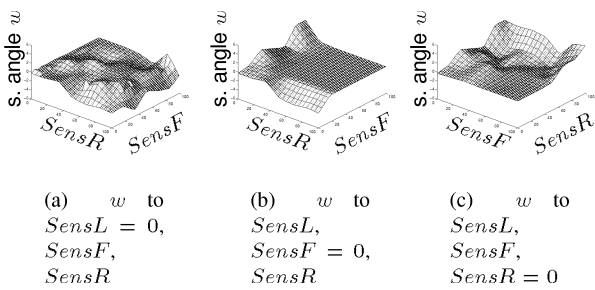 s. angle w
s. angle w
s. angle w
SensR
SensF
SensR
SensF
SensF
SensR
(a) w to
SensL = 0,
SensF,
SensR
(b) w to
SensL,
SensF = 0,
SensR
(c) w to
SensL,
SensF,
SensR = 0